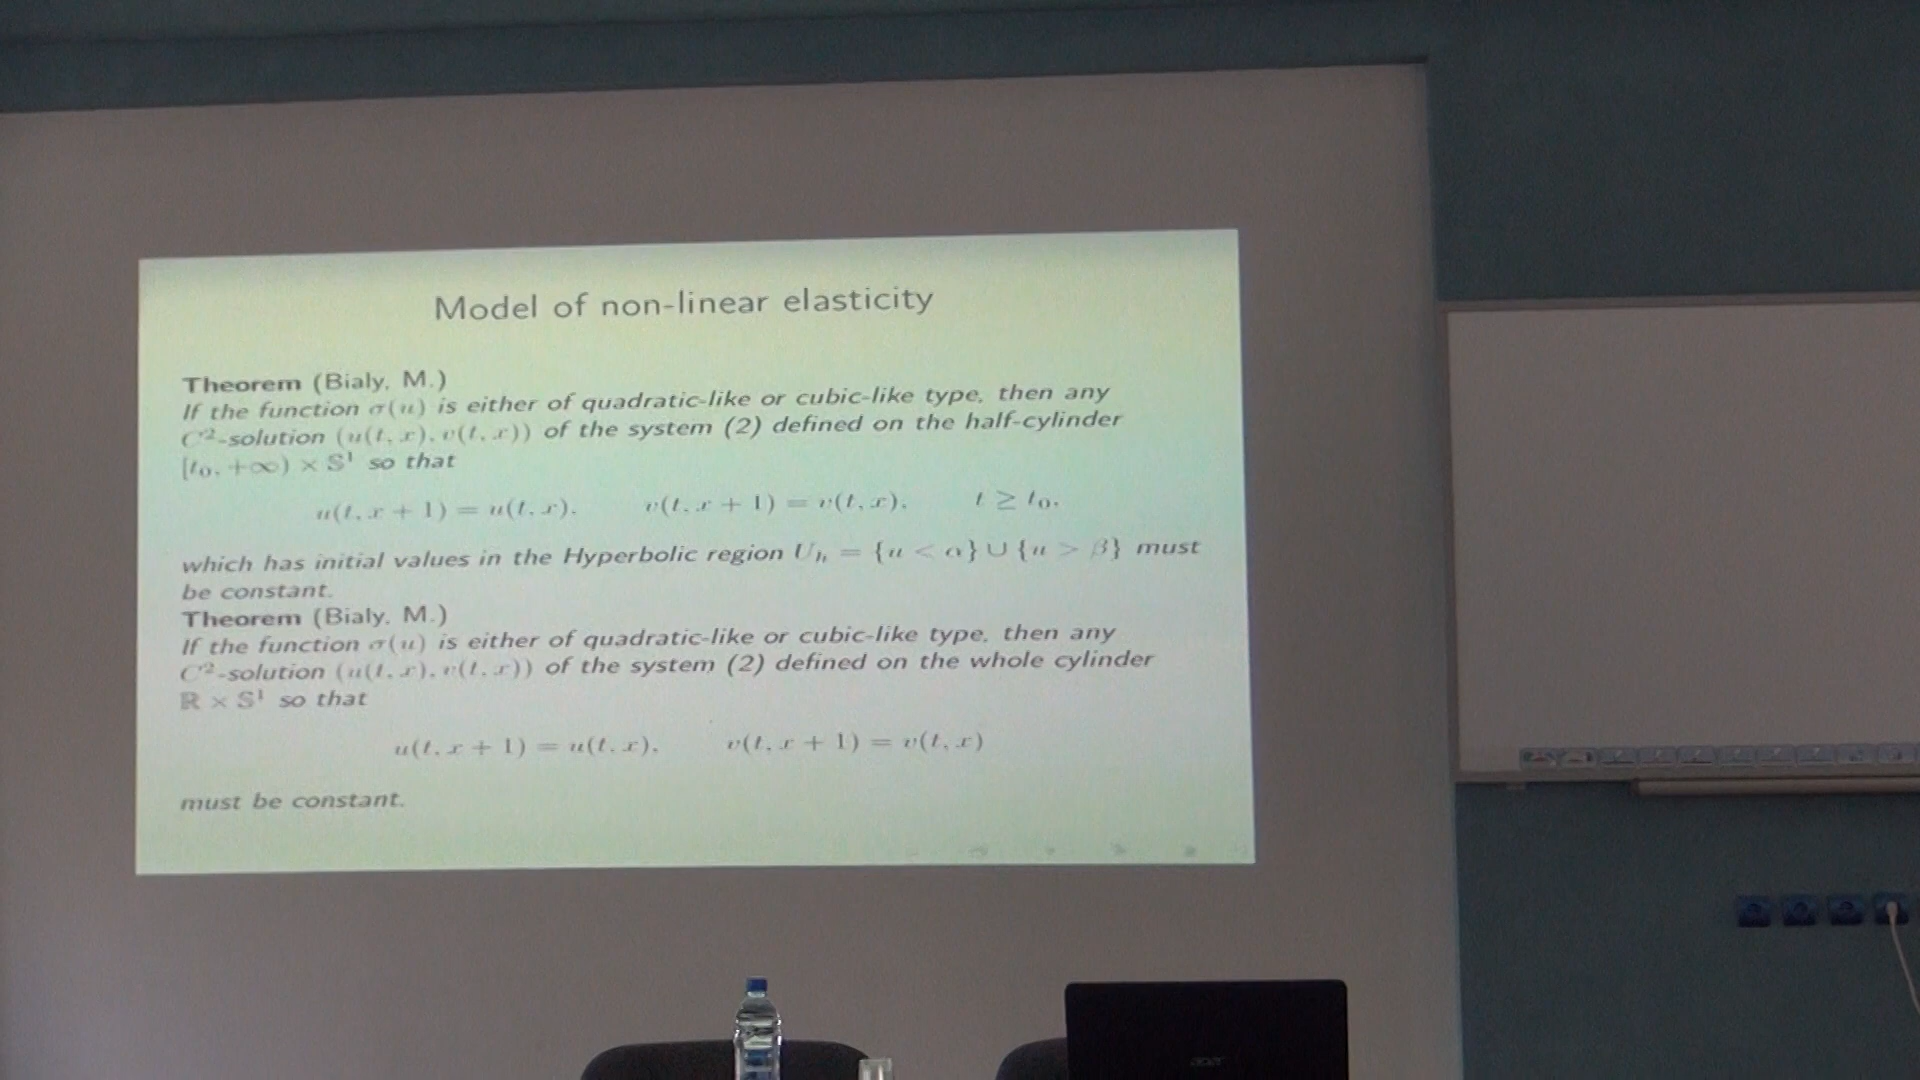 Model of non-linear elasticity
Theorem (Bialy, M.)
If the function σ(u) is either of quadratic-like or cubic-like type, then any
C²-solution (u(t, x), v(t, x)) of the system (2) defined on the half-cylinder
[t₀, +∞) × S¹ so that
u(t, x + 1) = u(t, x), v(t, x + 1) = v(t, x), t ≥ t₀,
which has initial values in the Hyperbolic region Uₕ = {u < α} ∪ {u > β} must
be constant.
Theorem (Bialy, M.)
If the function σ(u) is either of quadratic-like or cubic-like type, then any
C²-solution (u(t, x), v(t, x)) of the system (2) defined on the whole cylinder
ℝ × S¹ so that
u(t, x + 1) = u(t, x), v(t, x + 1) = v(t, x)
must be constant.
acer